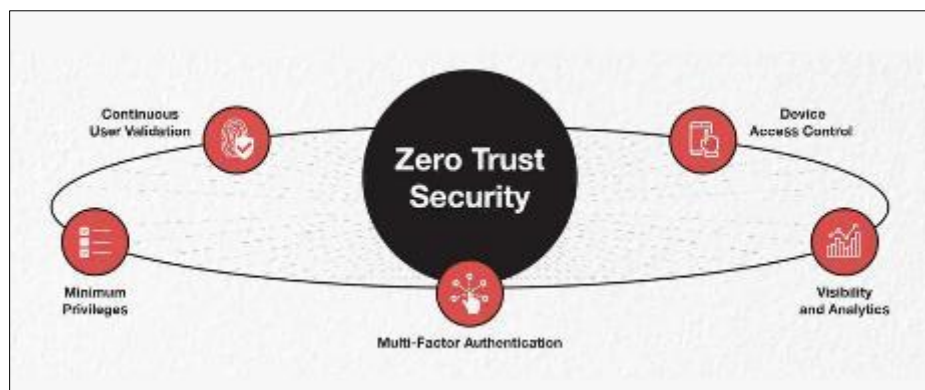 Continuous
User Validation
Device
Access Control
Zero Trust
Security
Minimum
Privileges
Visibility
and Analytics
Multi-Factor Authentication